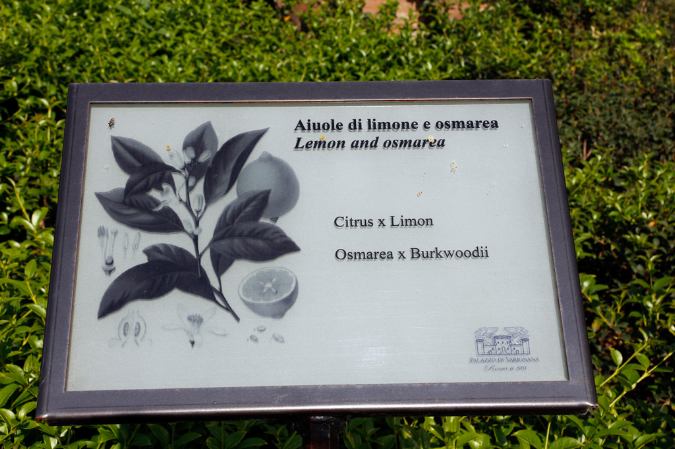 Aiuole di limone e osmarea
Lemon and osmarea
Citrus x Limon
Osmarea x Burkwoodii